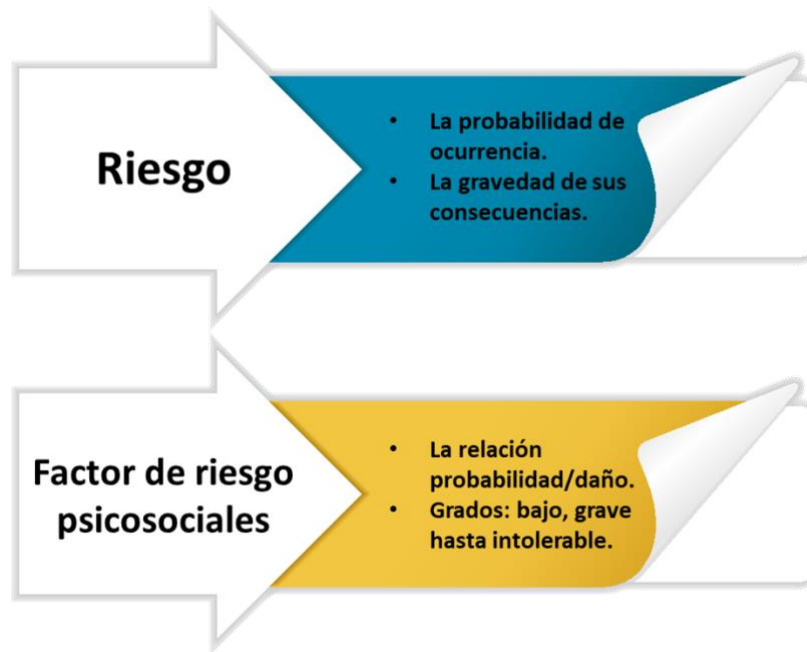 Riesgo
• La probabilidad de
ocurrencia.
• La gravedad de sus
consecuencias.
Factor de riesgo
psicosociales
• La relación
probabilidad/daño.
• Grados: bajo, grave
hasta intolerable.